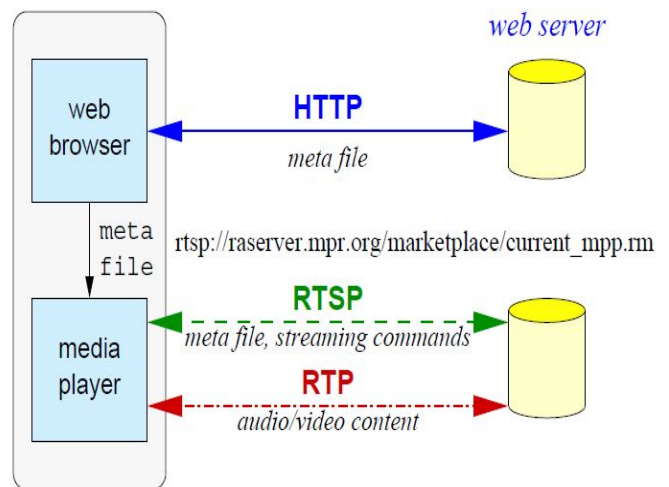 web server
web
browser
HTTP
meta file
meta
file
rtsp://raserver.mpr.org/marketplace/current_mpp.rm
media
player
RTSP
meta file, streaming commands
RTP
audio/video content